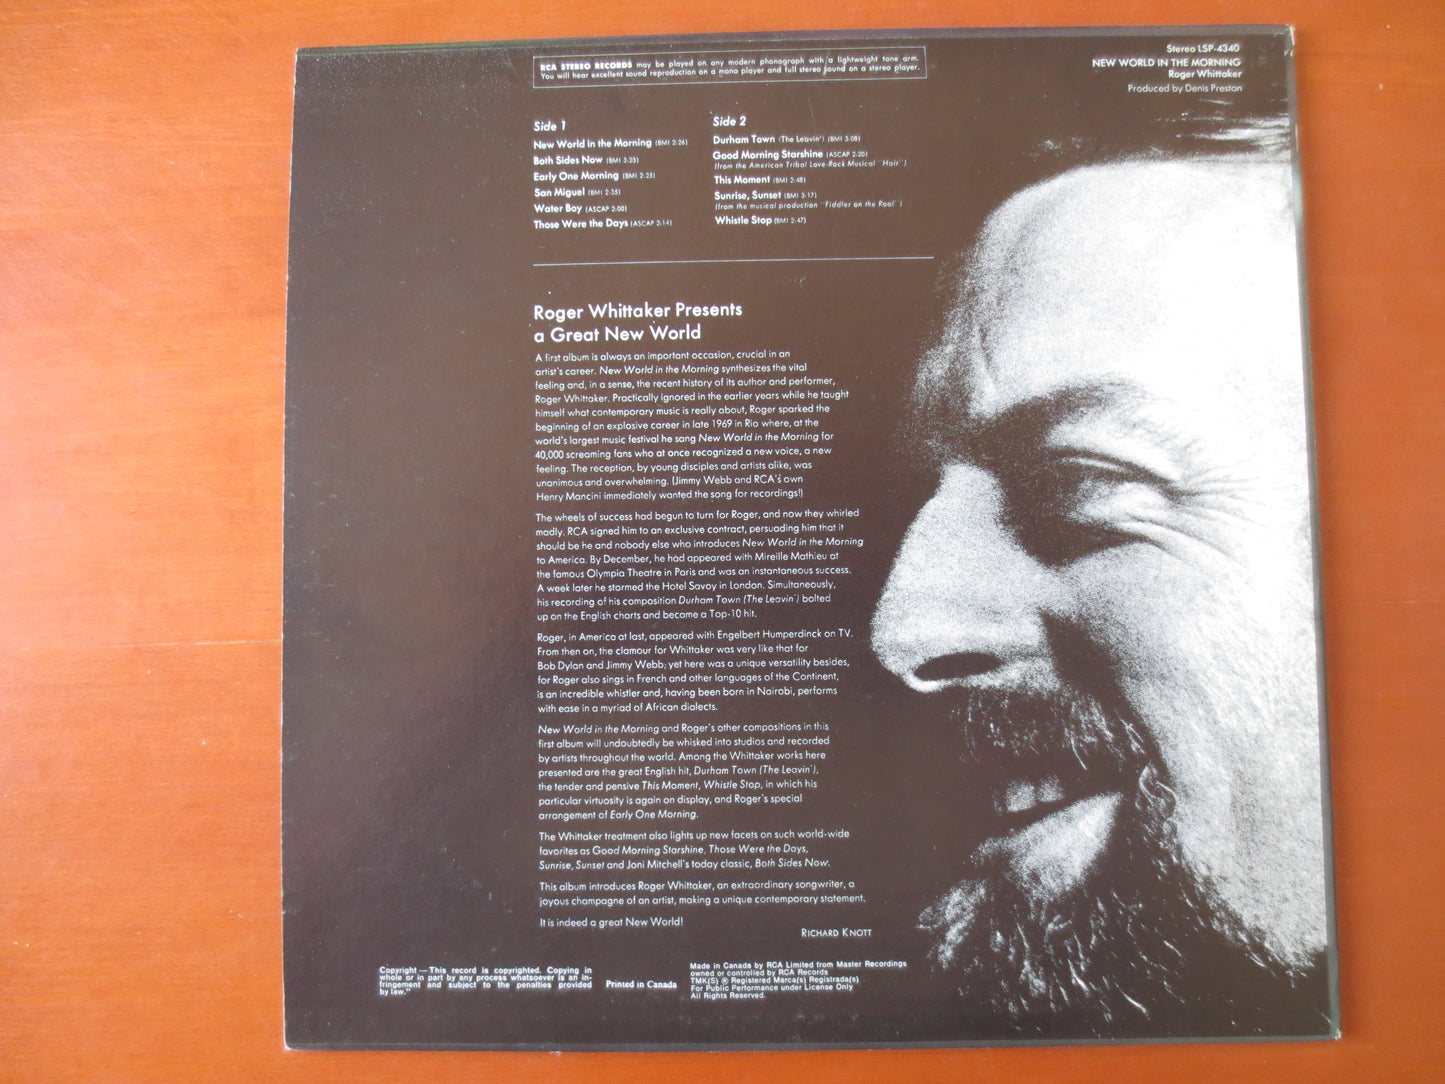 RCA STEREO RECORDS may be played on any modern phonograph with a lightweight tone arm.
You will hear excellent sound reproduction on a mono player and full stereo sound on a stereo player.
Stereo LSP-4340
NEW WORLD IN THE MORNING
Roger Whittaker
Produced by Denis Preston
Side 1
New World in the Morning (BMI 2:26)
Both Sides Now (BMI 3:23)
Early One Morning (BMI 2:25)
San Miguel (BMI 2:35)
Water Boy (ASCAP 2:00)
Those Were the Days (ASCAP 2:14)
Side 2
Durham Town (The Leavin') (BMI 3:08)
Good Morning Starshine (ASCAP 2:20)
(from the American Tribal Love-Rock Musical "Hair")
This Moment (BMI 2:48)
Sunrise, Sunset (BMI 3:17)
(from the musical production "Fiddler on the Roof")
Whistle Stop (BMI 2:47)
Roger Whittaker Presents
a Great New World
A first album is always an important occasion, crucial in an
artist's career. New World in the Morning synthesizes the vital
feeling and, in a sense, the recent history of its author and performer,
Roger Whittaker. Practically ignored in the earlier years while he taught
himself what contemporary music is really about, Roger sparked the
beginning of an explosive career in late 1969 in Rio where, at the
world's largest music festival he sang New World in the Morning for
40,000 screaming fans who at once recognized a new voice, a new
feeling. The reception, by young disciples and artists alike, was
unanimous and overwhelming. (Jimmy Webb and RCA's own
Henry Mancini immediately wanted the song for recordings!)
The wheels of success had begun to turn for Roger, and now they whirled
madly. RCA signed him to an exclusive contract, persuading him that it
should be he and nobody else who introduces New World in the Morning
to America. By December, he had appeared with Mireille Mathieu at
the famous Olympia Theatre in Paris and was an instantaneous success.
A week later he stormed the Hotel Savoy in London. Simultaneously,
his recording of his composition Durham Town (The Leavin') bolted
up on the English charts and became a Top-10 hit.
Roger, in America at last, appeared with Engelbert Humperdinck on TV.
From then on, the clamour for Whittaker was very like that for
Bob Dylan and Jimmy Webb; yet here was a unique versatility besides,
for Roger also sings in French and other languages of the Continent,
is an incredible whistler and, having been born in Nairobi, performs
with ease in a myriad of African dialects.
New World in the Morning and Roger's other compositions in this
first album will undoubtedly be whisked into studios and recorded
by artists throughout the world. Among the Whittaker works here
presented are the great English hit, Durham Town (The Leavin'),
the tender and pensive This Moment, Whistle Stop, in which his
particular virtuosity is again on display, and Roger's special
arrangement of Early One Morning.
The Whittaker treatment also lights up new facets on such world-wide
favorites as Good Morning Starshine, Those Were the Days,
Sunrise, Sunset and Joni Mitchell's today classic, Both Sides Now.
This album introduces Roger Whittaker, an extraordinary songwriter, a
joyous champagne of an artist, making a unique contemporary statement.
It is indeed a great New World!
RICHARD KNOTT
Copyright — This record is copyrighted. Copying in
whole or in part by any process whatsoever is an in-
fringement and subject to the penalties provided
by law."
Printed in Canada
Made in Canada by RCA Limited from Master Recordings
owned or controlled by RCA Records
TMK(S) ® Registered Marca(s) Registrada(s)
For Public Performance under License Only
All Rights Reserved.